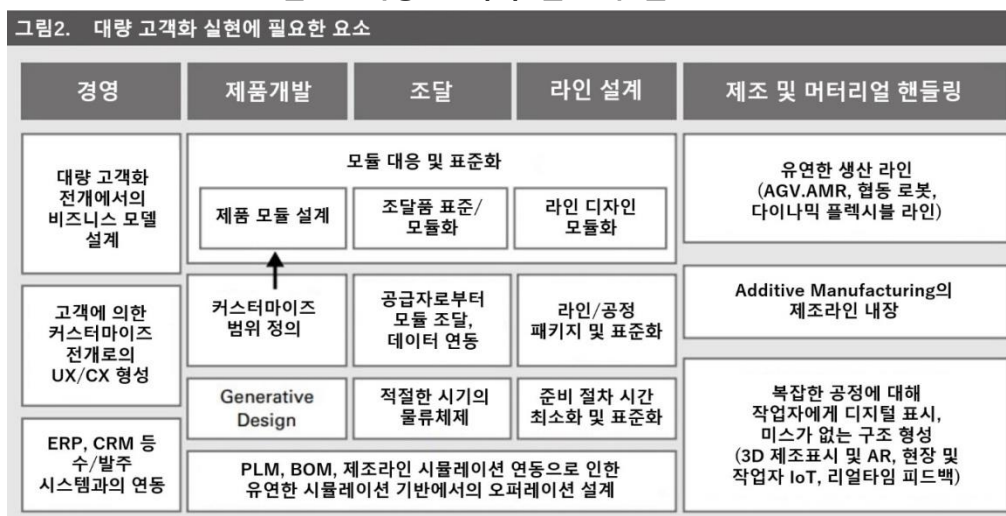 그림2. 대량 고객화 실현에 필요한 요소
경영
제품개발
조달
라인 설계
제조 및 머터리얼 핸들링
대량 고객화
전개에서의
비즈니스 모델
설계
고객에 의한
커스터마이즈
전개로의
UX/CX 형성
ERP, CRM 등
수/발주
시스템과의 연동
모듈 대응 및 표준화
제품 모듈 설계
조달품 표준/
모듈화
라인 디자인
모듈화
커스터마이즈
범위 정의
공급자로부터
모듈 조달,
데이터 연동
라인/공정
패키지 및 표준화
Generative
Design
적절한 시기의
물류체제
준비 절차 시간
최소화 및 표준화
PLM, BOM, 제조라인 시뮬레이션 연동으로 인한
유연한 시뮬레이션 기반에서의 오퍼레이션 설계
유연한 생산 라인
(AGV.AMR, 협동 로봇,
다이나믹 플렉시블 라인)
Additive Manufacturing의
제조라인 내장
복잡한 공정에 대해
작업자에게 디지털 표시,
미스가 없는 구조 형성
(3D 제조표시 및 AR, 현장 및
작업자 IoT, 리얼타임 피드백)